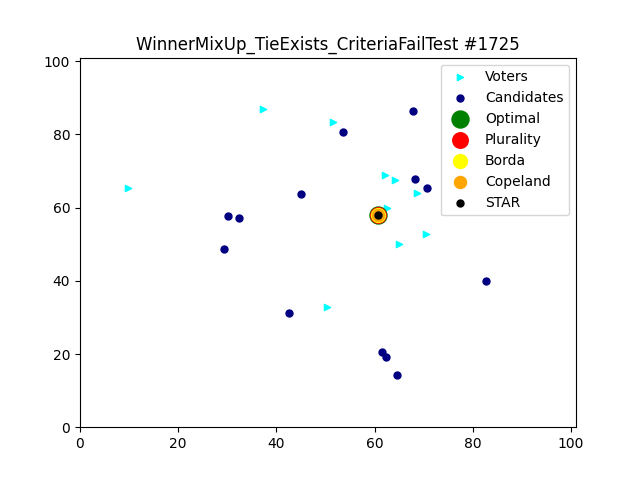 WinnerMixUp_TieExists_CriteriaFailTest #1725
100
80
60
40
20
0
0
20
40
60
80
100
Voters
Candidates
Optimal
Plurality
Borda
Copeland
STAR